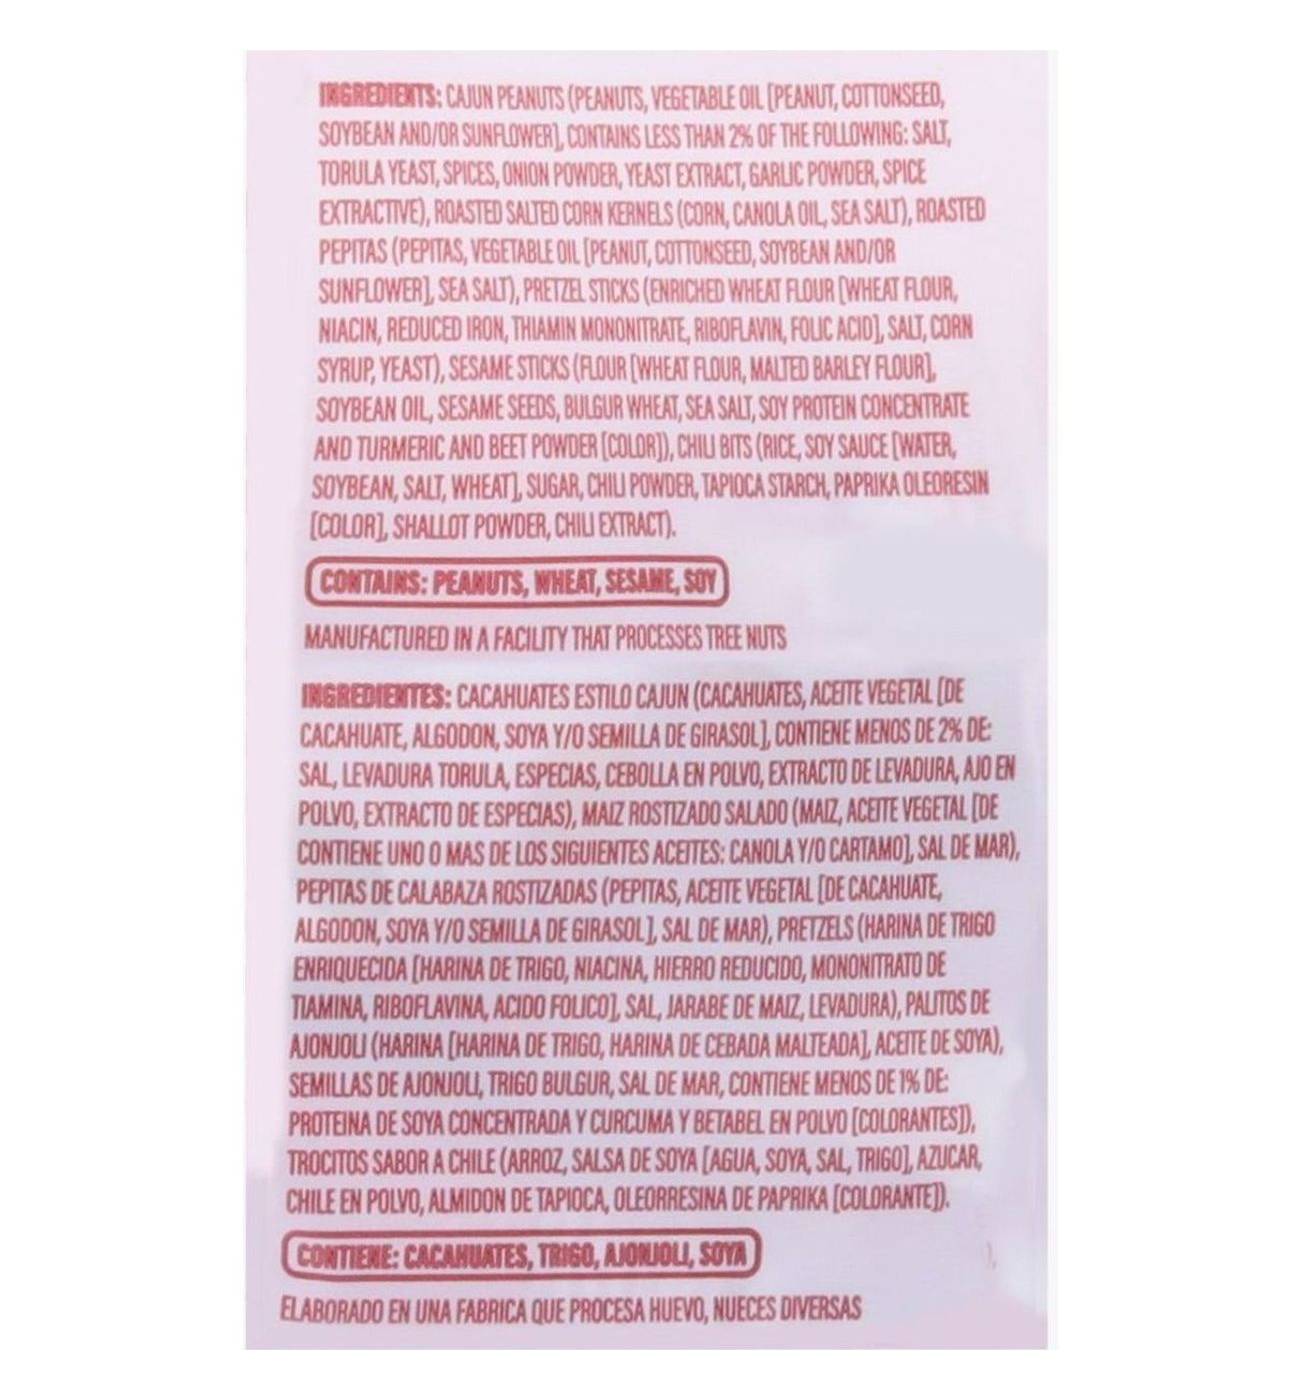 INGREDIENTS: CAJUN PEANUTS (PEANUTS, VEGETABLE OIL [PEANUT, COTTONSEED,
SOYBEAN AND/OR SUNFLOWER], CONTAINS LESS THAN 2% OF THE FOLLOWING: SALT,
TORULA YEAST, SPICES, ONION POWDER, YEAST EXTRACT, GARLIC POWDER, SPICE
EXTRACTIVE), ROASTED SALTED CORN KERNELS (CORN, CANOLA OIL, SEA SALT), ROASTED
PEPITAS (PEPITAS, VEGETABLE OIL [PEANUT, COTTONSEED, SOYBEAN AND/OR
SUNFLOWER], SEA SALT), PRETZEL STICKS (ENRICHED WHEAT FLOUR [WHEAT FLOUR,
NIACIN, REDUCED IRON, THIAMIN MONONITRATE, RIBOFLAVIN, FOLIC ACID], SALT, CORN
SYRUP, YEAST), SESAME STICKS (FLOUR [WHEAT FLOUR, MALTED BARLEY FLOUR],
SOYBEAN OIL, SESAME SEEDS, BULGUR WHEAT, SEA SALT, SOY PROTEIN CONCENTRATE
AND TURMERIC AND BEET POWDER [COLOR]), CHILI BITS (RICE, SOY SAUCE [WATER,
SOYBEAN, SALT, WHEAT], SUGAR, CHILI POWDER, TAPIOCA STARCH, PAPRIKA OLEORESIN
[COLOR], SHALLOT POWDER, CHILI EXTRACT).
CONTAINS: PEANUTS, WHEAT, SESAME, SOY
MANUFACTURED IN A FACILITY THAT PROCESSES TREE NUTS
INGREDIENTES: CACAHUATES ESTILO CAJUN (CACAHUATES, ACEITE VEGETAL [DE
CACAHUATE, ALGODON, SOYA Y/O SEMILLA DE GIRASOL], CONTIENE MENOS DE 2% DE:
SAL, LEVADURA TORULA, ESPECIAS, CEBOLLA EN POLVO, EXTRACTO DE LEVADURA, AJO EN
POLVO, EXTRACTO DE ESPECIAS), MAIZ ROSTIZADO SALADO (MAIZ, ACEITE VEGETAL [DE
CONTIENE UNO O MAS DE LOS SIGUIENTES ACEITES: CANOLA Y/O CARTAMO], SAL DE MAR),
PEPITAS DE CALABAZA ROSTIZADAS (PEPITAS, ACEITE VEGETAL [DE CACAHUATE,
ALGODON, SOYA Y/O SEMILLA DE GIRASOL], SAL DE MAR), PRETZELS (HARINA DE TRIGO
ENRIQUECIDA [HARINA DE TRIGO, NIACINA, HIERRO REDUCIDO, MONONITRATO DE
TIAMINA, RIBOFLAVINA, ACIDO FOLICO], SAL, JARABE DE MAIZ, LEVADURA), PALITOS DE
AJONJOLI (HARINA [HARINA DE TRIGO, HARINA DE CEBADA MALTEADA], ACEITE DE SOYA),
SEMILLAS DE AJONJOLI, TRIGO BULGUR, SAL DE MAR, CONTIENE MENOS DE 1% DE:
PROTEINA DE SOYA CONCENTRADA Y CURCUMA Y BETABEL EN POLVO [COLORANTES]),
TROCITOS SABOR A CHILE (ARROZ, SALSA DE SOYA [AGUA, SOYA, SAL, TRIGO], AZUCAR,
CHILE EN POLVO, ALMIDON DE TAPIOCA, OLEORRESINA DE PAPRIKA [COLORANTE]).
CONTIENE: CACAHUATES, TRIGO, AJONJOLI, SOYA
ELABORADO EN UNA FABRICA QUE PROCESA HUEVO, NUECES DIVERSAS